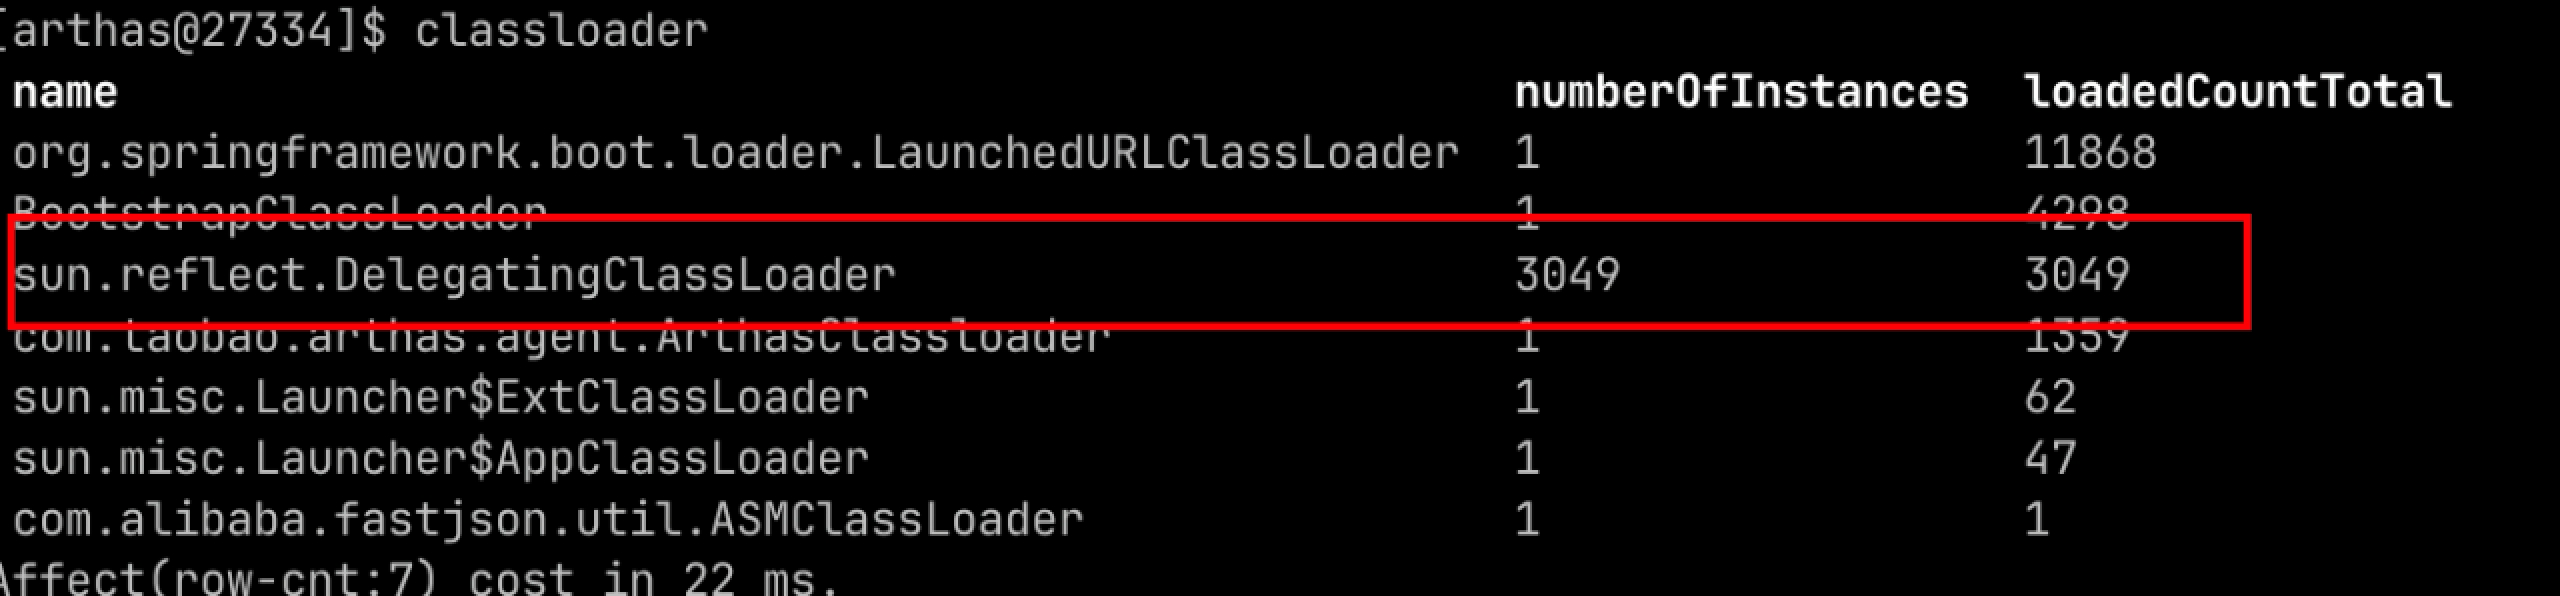 [arthas@27334]$ classloader
name numberOfInstances loadedCountTotal
org.springframework.boot.loader.LaunchedURLClassLoader 1 11868
BootstrapClassLoader 1 4298
sun.reflect.DelegatingClassLoader 3049 3049
com.taobao.arthas.agent.ArthasClassloader 1 1359
sun.misc.Launcher$ExtClassLoader 1 62
sun.misc.Launcher$AppClassLoader 1 47
com.alibaba.fastjson.util.ASMClassLoader 1 1
Affect(row-cnt:7) cost in 22 ms.